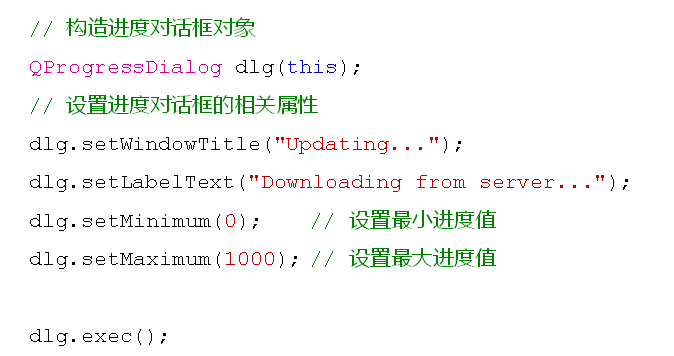 // 构造进度对话框对象
QProgressDialog dlg(this);
// 设置进度对话框的相关属性
dlg.setWindowTitle("Updating...");
dlg.setLabelText("Downloading from server...");
dlg.setMinimum(0);    // 设置最小进度值
dlg.setMaximum(1000); // 设置最大进度值
dlg.exec();